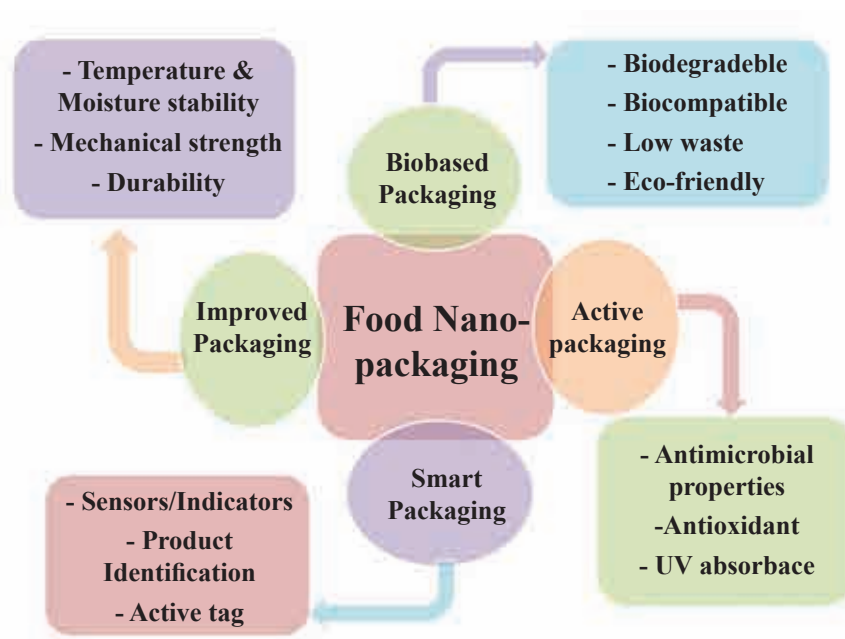 - Temperature &
Moisture stability
- Mechanical strength
- Durability
Biobased
Packaging
- Biodegradeble
- Biocompatible
- Low waste
- Eco-friendly
Improved
Packaging
Food Nano-
packaging
Active
packaging
Smart
Packaging
- Sensors/Indicators
- Product
Identification
- Active tag
- Antimicrobial
properties
-Antioxidant
- UV absorbace